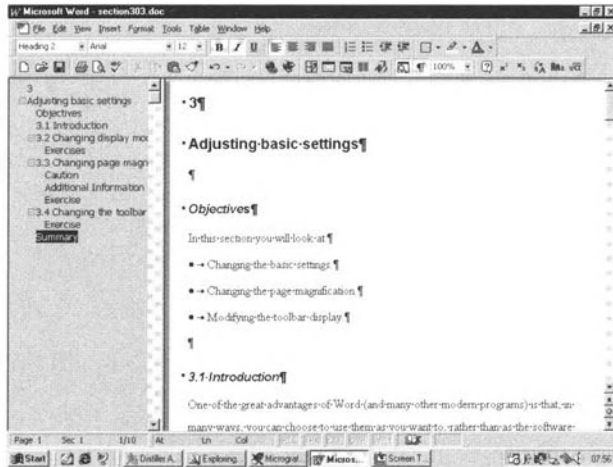 Microsoft Word - section303.doc
File Edit View Insert Format Tools Table Window Help
Heading 2 Arial 12 B I U
100%
3
Adjusting basic settings
Objectives
3.1 Introduction
3.2 Changing display mo
Exercises
3.3 Changing page magn
Caution
Additional Information
Exercise
3.4 Changing the toolbar
Exercise
Summary
3¶
Adjusting·basic·settings¶
¶
Objectives¶
In·this·section·you·will·look·at¶
Changing·the·basic·settings¶
Changing·the·page·magnification¶
Modifying·the·toolbar·display¶
¶
3.1·Introduction¶
One·of·the·great·advantages·of·Word·(and·many·other·modern·programs)·is·that,·in·
many·ways,·you·can·choose·to·use·them·as·you·want·to,·rather·than·as·the·software·
Page 1 Sec 1 1/10 At Ln Col
Start Distiller A... Exploring... Micrograf... Micros... Screen T... 07:56